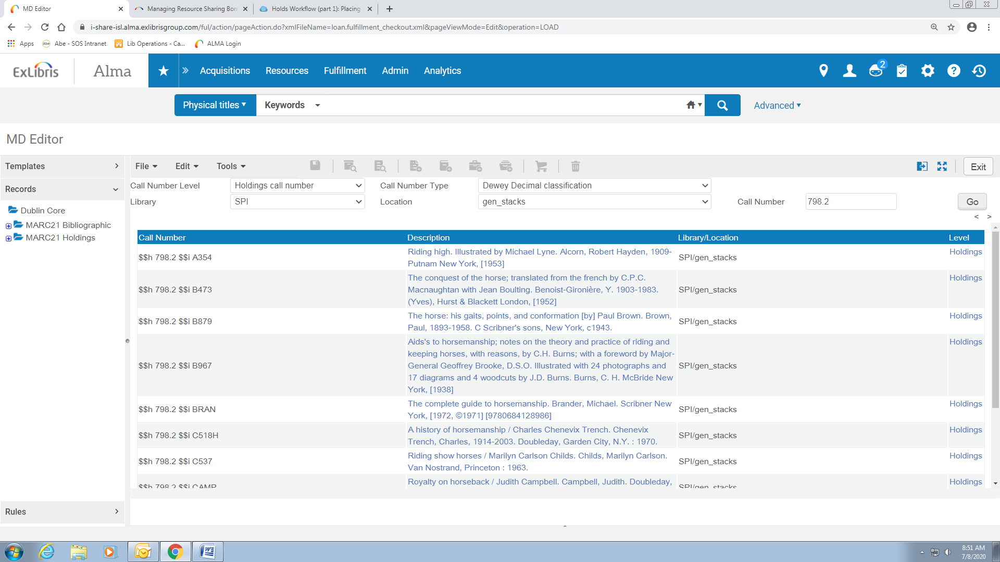 MD Editor
Managing Resource Sharing Borr
Holds Workflow (part 1): Placing
i-share-isl.alma.exlibrisgroup.com/ful/action/pageAction.do?xmlFileName=loan.fulfillment_checkout.xml&pageViewMode=Edit&operation=LOAD
Apps
Abe
Abe - SOS Intranet
Lib Operations - Ca...
ALMA Login
ExLibris
Alma
Acquisitions
Resources
Fulfillment
Admin
Analytics
2
Physical titles
Keywords
Advanced
MD Editor
Templates
File
Edit
Tools
Exit
Records
Call Number Level
Holdings call number
Call Number Type
Dewey Decimal classification
Library
SPI
Location
gen_stacks
Call Number
798.2
Go
< >
Dublin Core
MARC21 Bibliographic
MARC21 Holdings
Call Number
Description
Library/Location
Level
$$h 798.2 $$i A354
Riding high. Illustrated by Michael Lyne. Alcorn, Robert Hayden, 1909-
Putnam New York, [1953]
SPI/gen_stacks
Holdings
$$h 798.2 $$i B473
The conquest of the horse; translated from the french by C.P.C.
Macnaughtan with Jean Boulting. Benoist-Gironière, Y. 1903-1983.
(Yves), Hurst & Blackett London, [1952]
SPI/gen_stacks
Holdings
$$h 798.2 $$i B879
The horse: his gaits, points, and conformation [by] Paul Brown. Brown,
Paul, 1893-1958. C Scribner's sons, New York, c1943.
SPI/gen_stacks
Holdings
$$h 798.2 $$i B967
Aids's to horsemanship; notes on the theory and practice of riding and
keeping horses, with reasons, by C.H. Burns; with a foreword by Major-
General Geoffrey Brooke, D.S.O. Illustrated with 24 photographs and
17 diagrams and 4 woodcuts by J.D. Burns. Burns, C. H. McBride New
York, [1938]
SPI/gen_stacks
Holdings
$$h 798.2 $$i BRAN
The complete guide to horsemanship. Brander, Michael. Scribner New
York, [1972, ©1971] [9780684128986]
SPI/gen_stacks
Holdings
$$h 798.2 $$i C518H
A history of horsemanship / Charles Chenevix Trench. Chenevix
Trench, Charles, 1914-2003. Doubleday, Garden City, N.Y. : 1970.
SPI/gen_stacks
Holdings
$$h 798.2 $$i C537
Riding show horses / Marilyn Carlson Childs. Childs, Marilyn Carlson.
Van Nostrand, Princeton : 1963.
SPI/gen_stacks
Holdings
$$h 798.2 $$i CAMP
Royalty on horseback / Judith Campbell. Campbell, Judith. Doubleday,
SPI/gen_stacks
Holdings
Rules
8:51 AM
7/8/2020